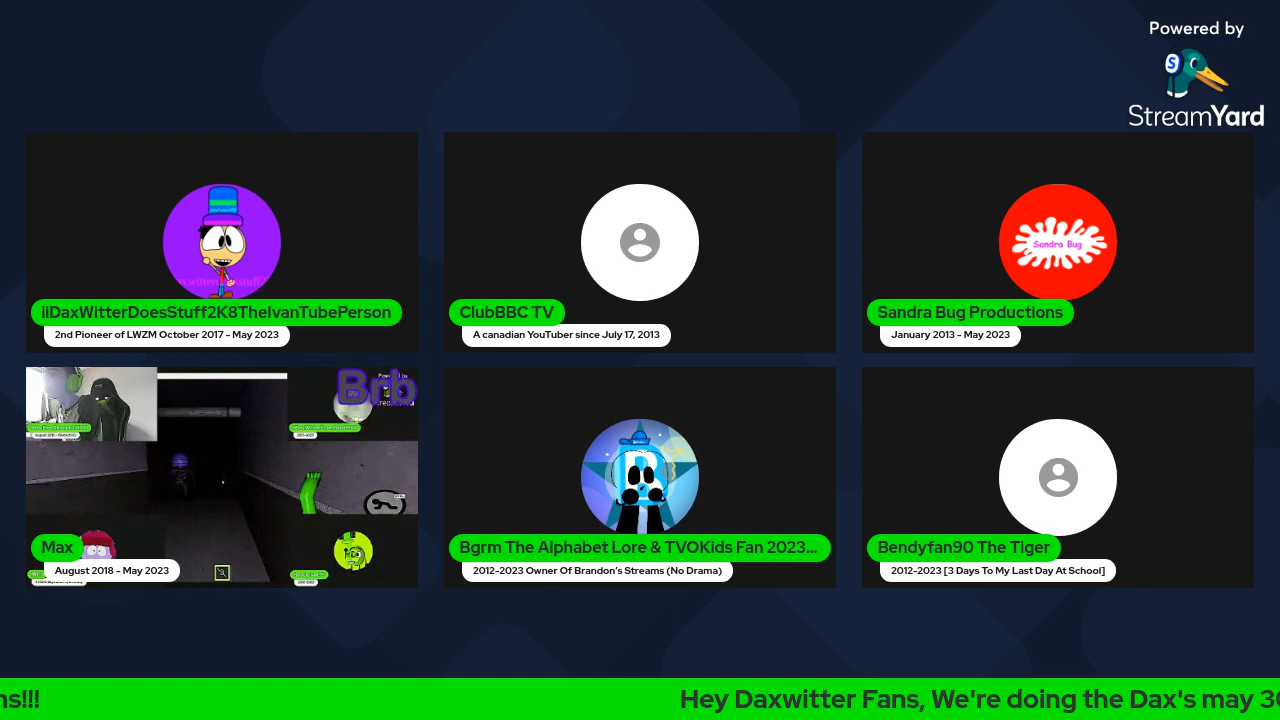 Powered by
StreamYard
iiDaxWitterDoesStuff2K8TheIvanTubePerson
2nd Pioneer of LWZM October 2017 - May 2023
ClubBBC TV
A canadian YouTuber since July 17, 2013
Sandra Bug
Sandra Bug Productions
January 2013 - May 2023
Brb
Max
August 2018 - May 2023
Bgrm The Alphabet Lore & TVOKids Fan 2023...
2012-2023 Owner Of Brandon's Streams (No Drama)
Bendyfan90 The Tiger
2012-2023 [3 Days To My Last Day At School]
ns!!! Hey Daxwitter Fans, We're doing the Dax's may 30